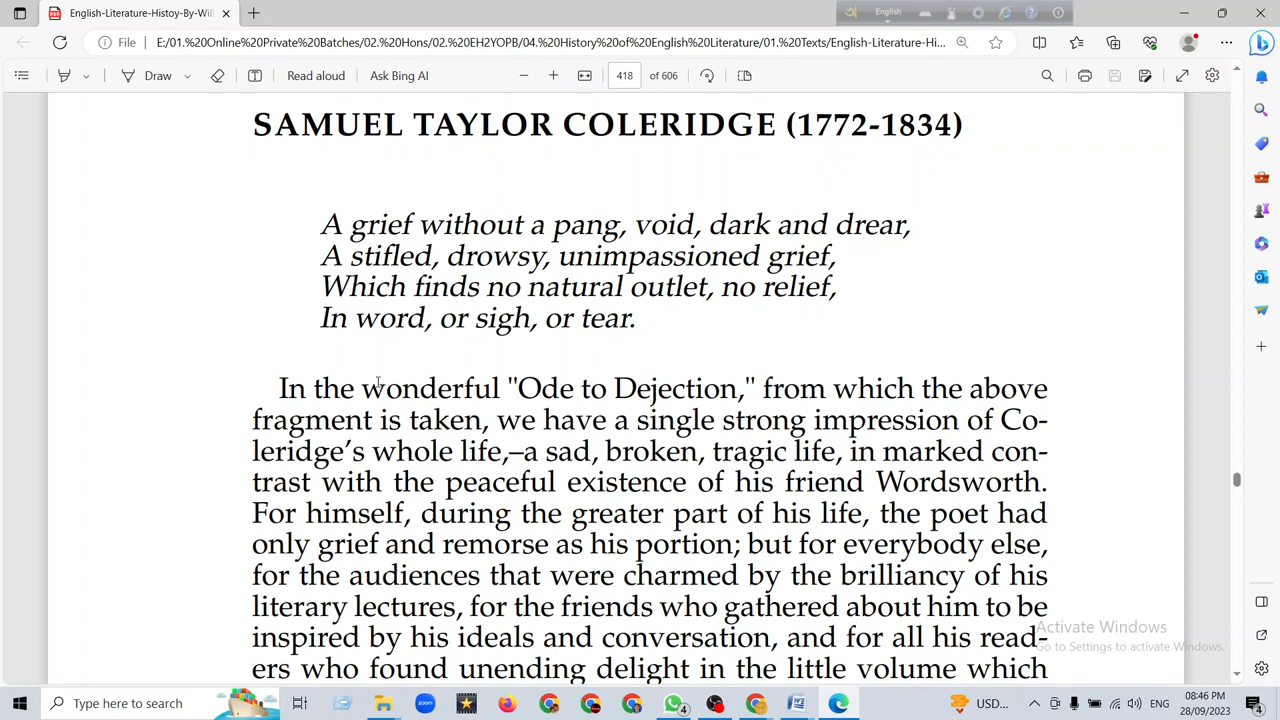 English-Literature-Histoy-By-Wil
English
File
E:/01.%20Online%20Private%20Batches/02.%20Hons/02.%20EH2YOPB/04.%20History%20of%20English%20Literature/01.%20Texts/English-Literature-Hi...
Draw
Read aloud
Ask Bing AI
418 of 606
SAMUEL TAYLOR COLERIDGE (1772-1834)
A grief without a pang, void, dark and drear,
A stifled, drowsy, unimpassioned grief,
Which finds no natural outlet, no relief,
In word, or sigh, or tear.
In the wonderful "Ode to Dejection," from which the above
fragment is taken, we have a single strong impression of Co-
leridge's whole life,–a sad, broken, tragic life, in marked con-
trast with the peaceful existence of his friend Wordsworth.
For himself, during the greater part of his life, the poet had
only grief and remorse as his portion; but for everybody else,
for the audiences that were charmed by the brilliancy of his
literary lectures, for the friends who gathered about him to be
inspired by his ideals and conversation, and for all his read-
ers who found unending delight in the little volume which
Activate Windows
Go to Settings to activate Windows.
Type here to search
zoom
4
USD...
ENG
08:46 PM
28/09/2023
4